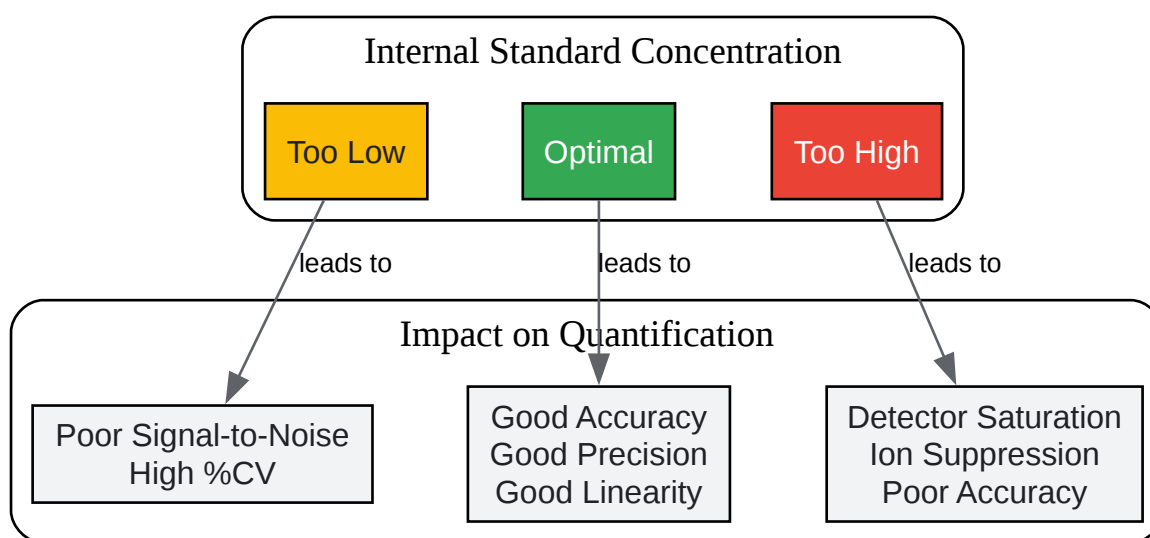 Internal Standard Concentration
Too Low
Optimal
Too High
leads to
leads to
leads to
Impact on Quantification
Poor Signal-to-Noise
High %CV
Good Accuracy
Good Precision
Good Linearity
Detector Saturation
Ion Suppression
Poor Accuracy